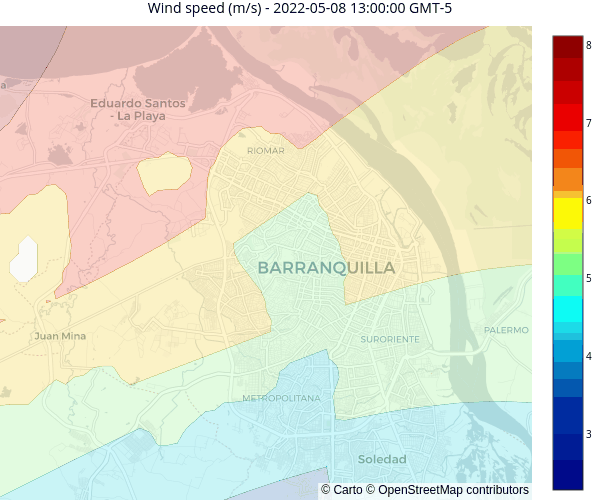 Wind speed (m/s) - 2022-05-08 13:00:00 GMT-5
8
a
Eduardo Santos
- La Playa
7
RIOMAR
6
BARRANQUILLA
5
Juan Mina
SURORIENTE
PALERMO
4
METROPOLITANA
3
Soledad
© Carto © OpenStreetMap contributors